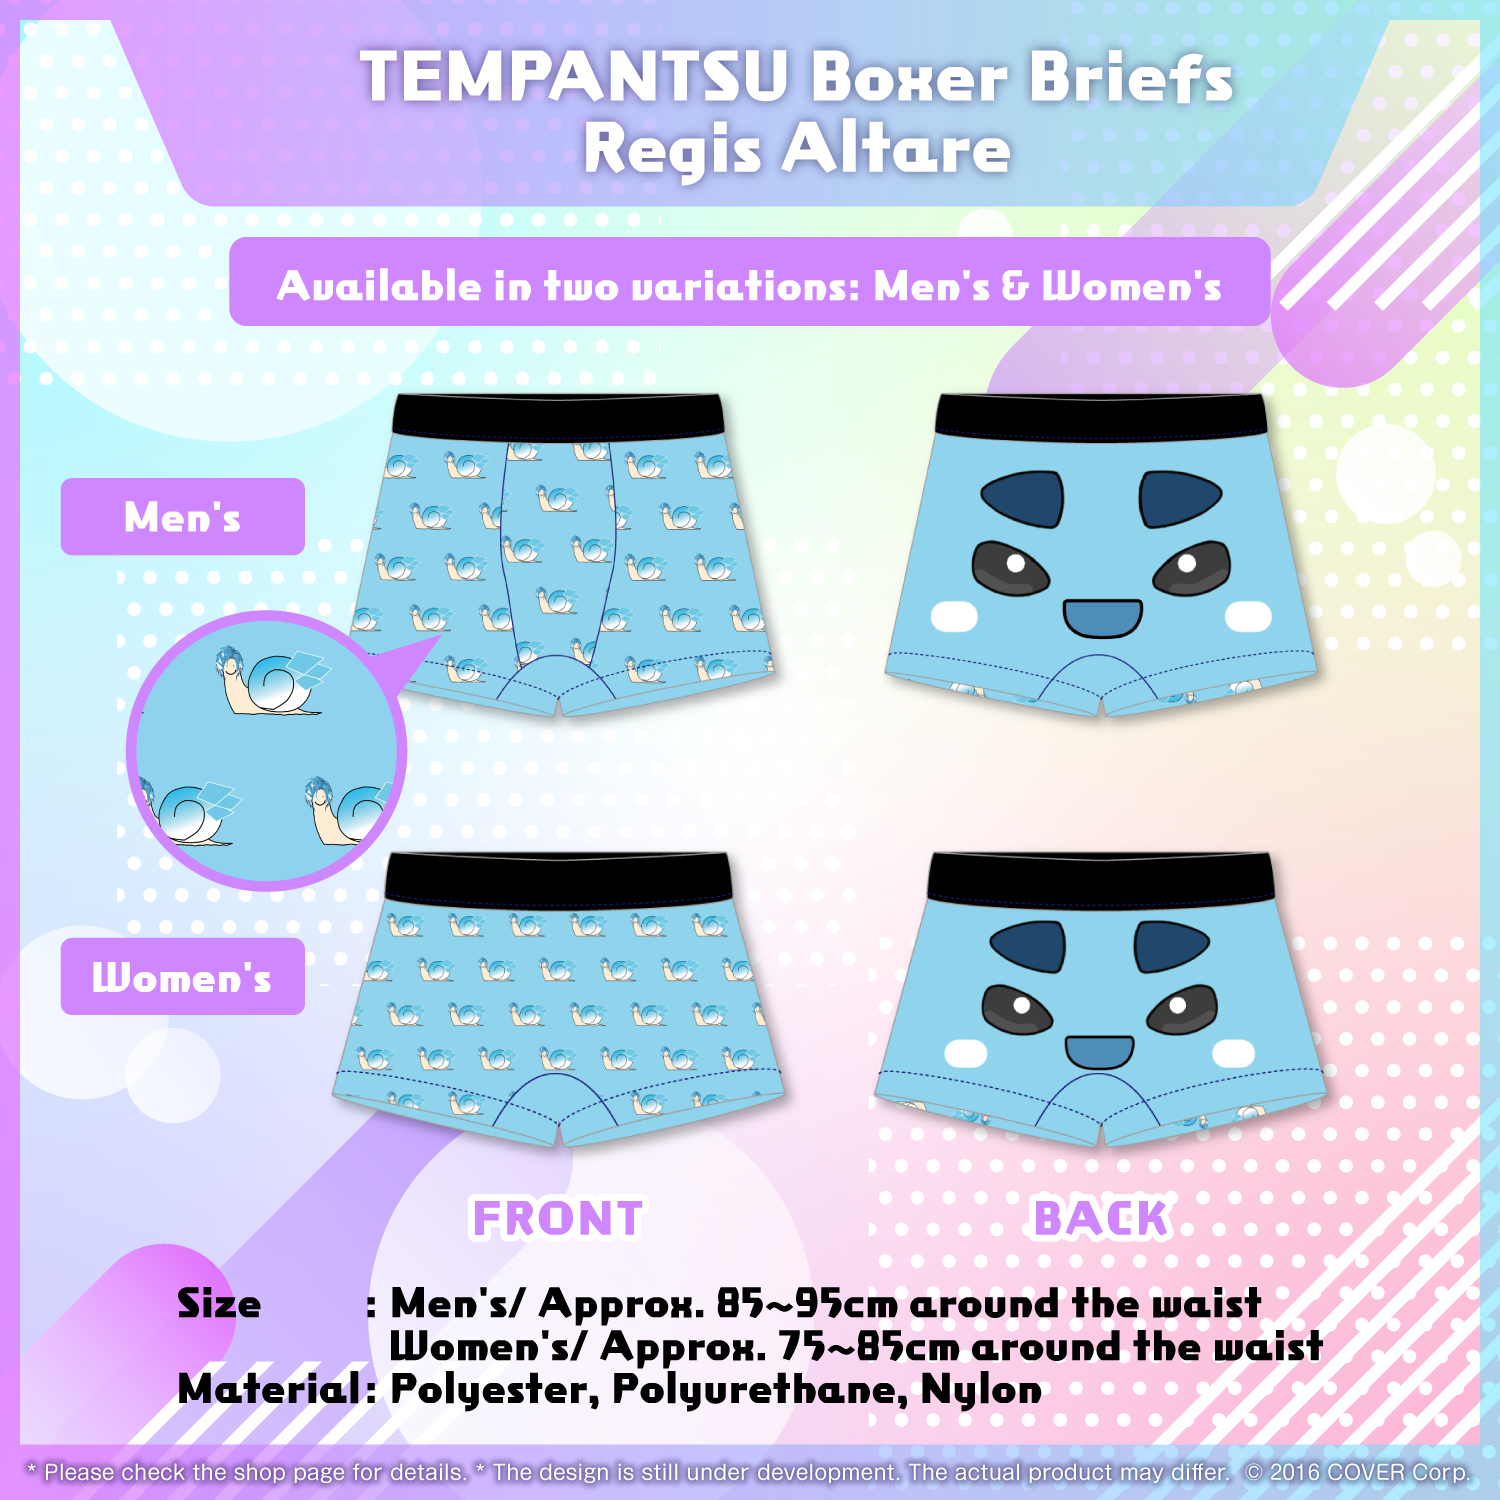 TEMPANTSU Boxer Briefs
Regis Altare
Available in two variations: Men's & Women's
Men's
Women's
FRONT
BACK
Size : Men's/ Approx. 85~95cm around the waist
Women's/ Approx. 75~85cm around the waist
Material : Polyester, Polyurethane, Nylon
* Please check the shop page for details. * The design is still under development. The actual product may differ. © 2016 COVER Corp.